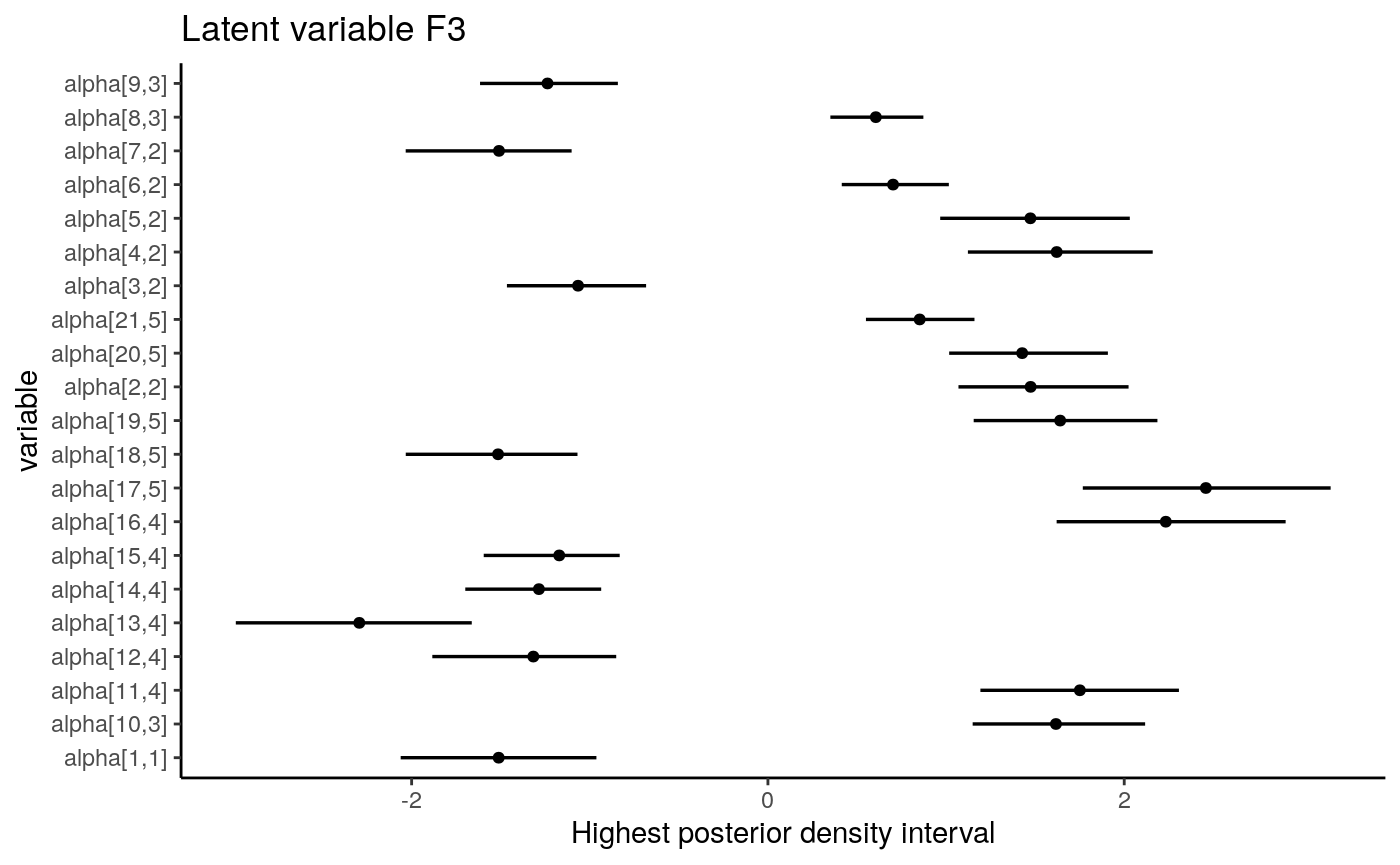 Latent variable F3
alpha[9,3]
alpha[8,3]
alpha[7,2]
alpha[6,2]
alpha[5,2]
alpha[4,2]
alpha[3,2]
alpha[21,5]
alpha[20,5]
alpha[2,2]
alpha[19,5]
alpha[18,5]
alpha[17,5]
alpha[16,4]
alpha[15,4]
alpha[14,4]
alpha[13,4]
alpha[12,4]
alpha[11,4]
alpha[10,3]
alpha[1,1]
variable
-2 0 2
Highest posterior density interval